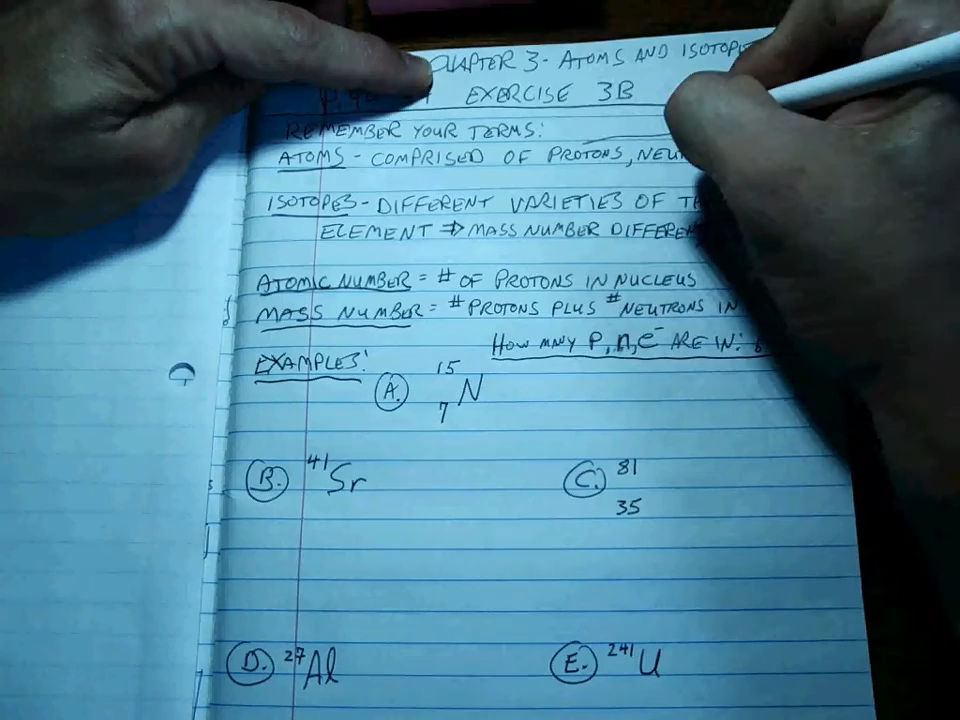 CHAPTER 3- ATOMS AND
EXERCISE 3B
REMEMBER YOUR TERMS:
ATOMS - COMPRISED OF PROTONS,
ISOTOPES - DIFFERENT VARIETIES OF
ELEMENT => MASS NUMBER
ATOMIC NUMBER = # OF PROTONS IN NUCLEUS
MASS NUMBER = # PROTONS PLUS # NEUTRONS IN
HOW MNY P, n, e⁻ ARE IN:
EXAMPLES:
A. 15 7 N
B. 41 Sr
C. 81 35
D. 27 Al
E. 241 U